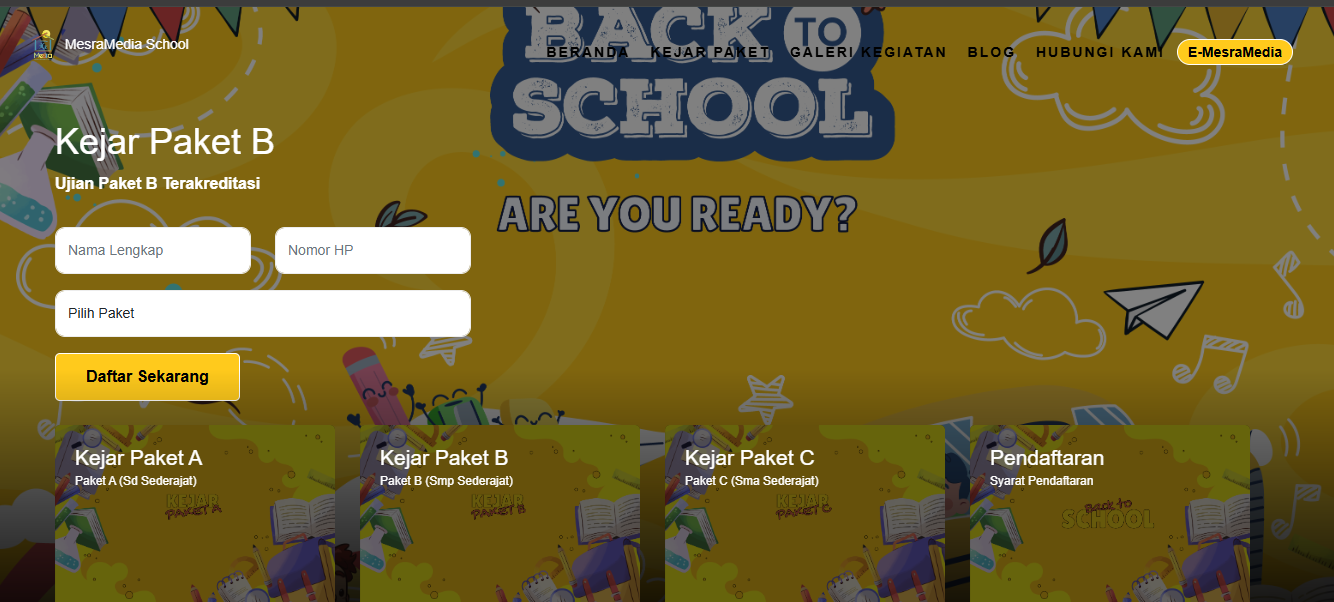 BACK TO
MesraMedia School
BERANDA KEJAR PAKET GALERI KEGIATAN BLOG HUBUNGI KAMI E-MesraMedia
SCHOOL
Kejar Paket B
Ujian Paket B Terakreditasi
ARE YOU READY?
Nama Lengkap Nomor HP
Pilih Paket
Daftar Sekarang
Kejar Paket A Kejar Paket B Kejar Paket C Pendaftaran
Paket A (Sd Sederajat) Paket B (Smp Sederajat) Paket C (Sma Sederajat) Syarat Pendaftaran
KEJAR KEJAR KEJAR Back to
PAKET A PAKET B PAKET C SCHOOL